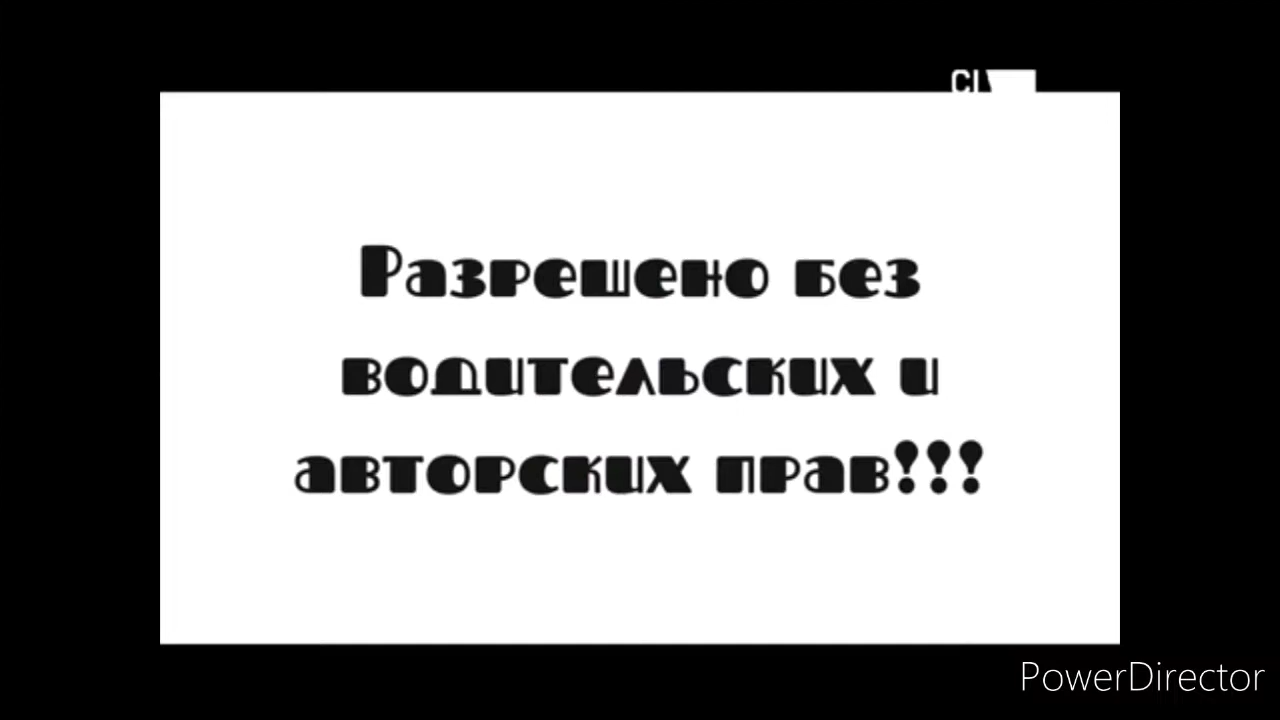 Разрешено без
водительских и
авторских прав!!!
PowerDirector